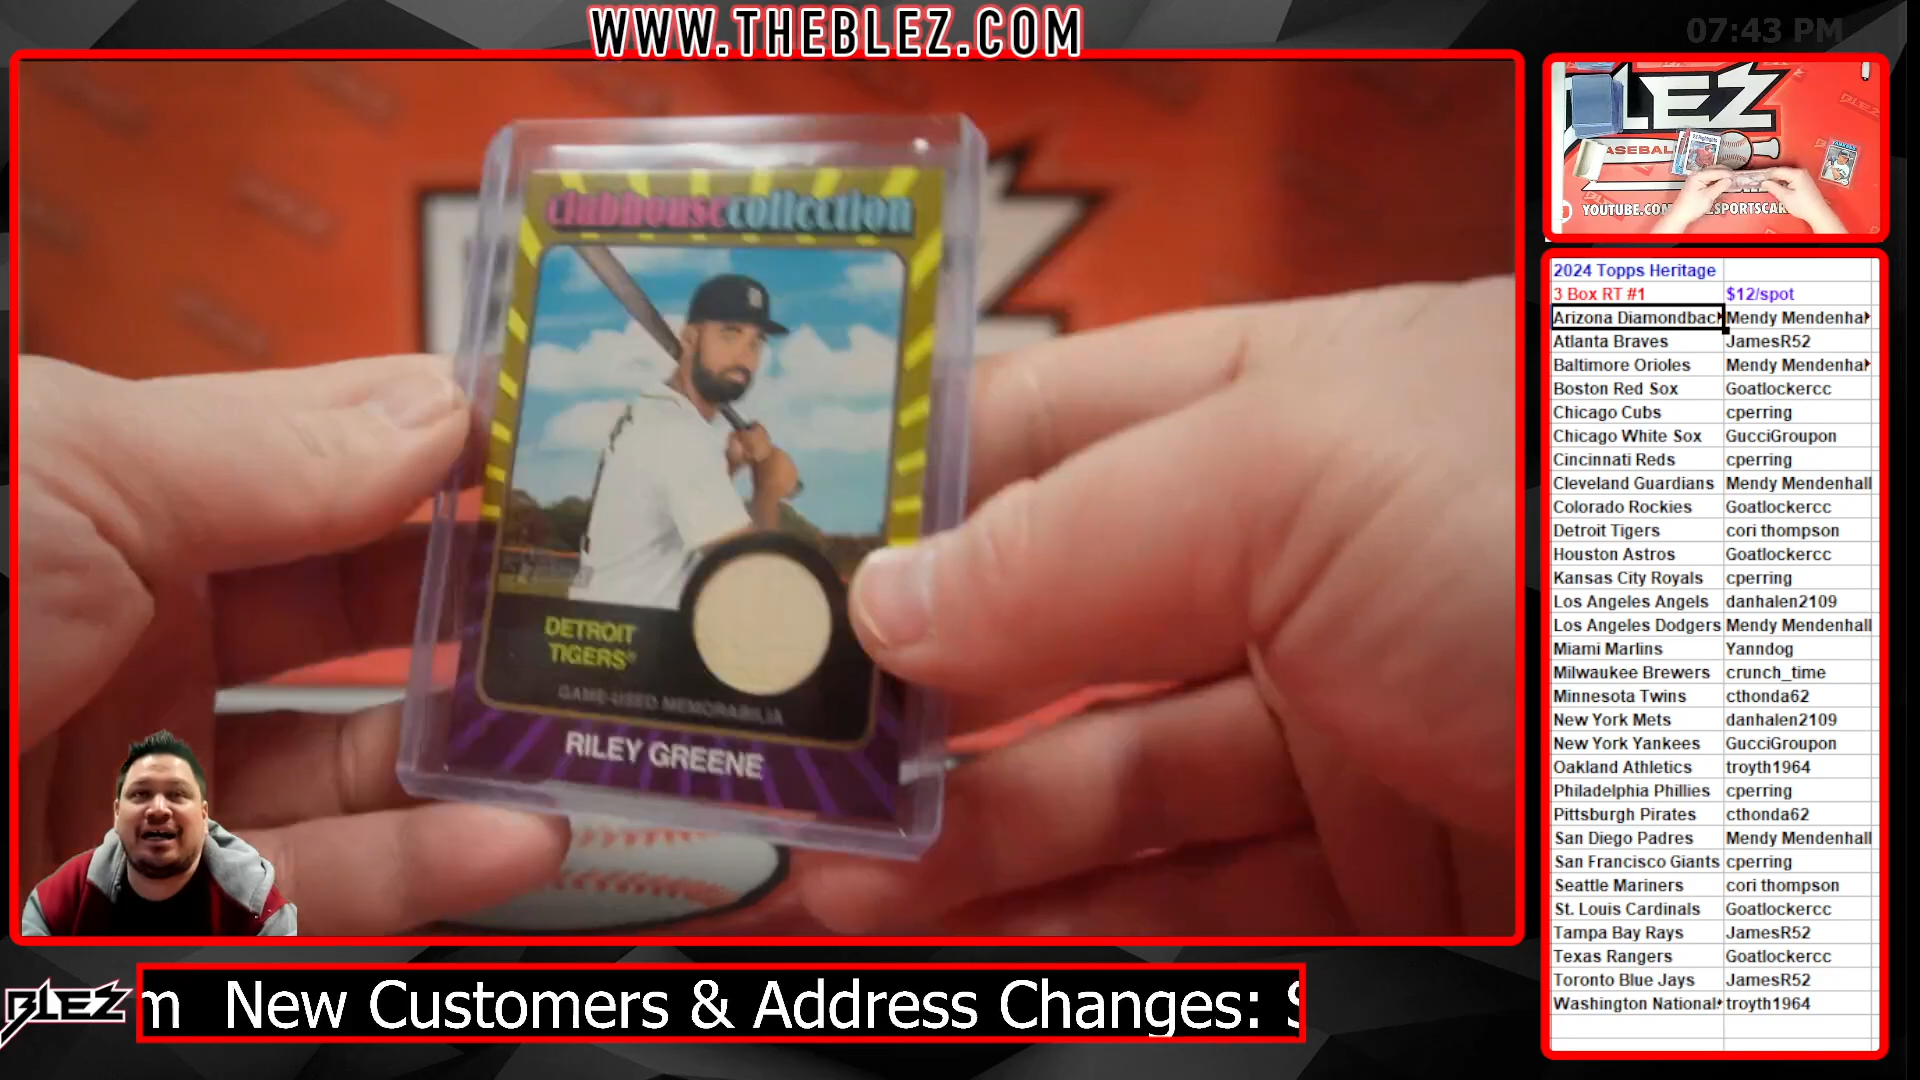 WWW.THEBLEZ.COM
07:43 PM
clubhousecollection
DETROIT
TIGERS®
GAME-USED MEMORABILIA
RILEY GREENE
LEZ
BASEBAL
YOUTUBE.COM
ZSPORTSCAR
2024 Topps Heritage
3 Box RT #1 $12/spot
Arizona Diamondbac Mendy Mendenhal
Atlanta Braves JamesR52
Baltimore Orioles Mendy Mendenhal
Boston Red Sox Goatlockercc
Chicago Cubs cperring
Chicago White Sox GucciGroupon
Cincinnati Reds cperring
Cleveland Guardians Mendy Mendenhall
Colorado Rockies Goatlockercc
Detroit Tigers cori thompson
Houston Astros Goatlockercc
Kansas City Royals cperring
Los Angeles Angels danhalen2109
Los Angeles Dodgers Mendy Mendenhall
Miami Marlins Yanndog
Milwaukee Brewers crunch_time
Minnesota Twins cthonda62
New York Mets danhalen2109
New York Yankees GucciGroupon
Oakland Athletics troyth1964
Philadelphia Phillies cperring
Pittsburgh Pirates cthonda62
San Diego Padres Mendy Mendenhall
San Francisco Giants cperring
Seattle Mariners cori thompson
St. Louis Cardinals Goatlockercc
Tampa Bay Rays JamesR52
Texas Rangers Goatlockercc
Toronto Blue Jays JamesR52
Washington National troyth1964
BLEZ
m New Customers & Address Changes: S